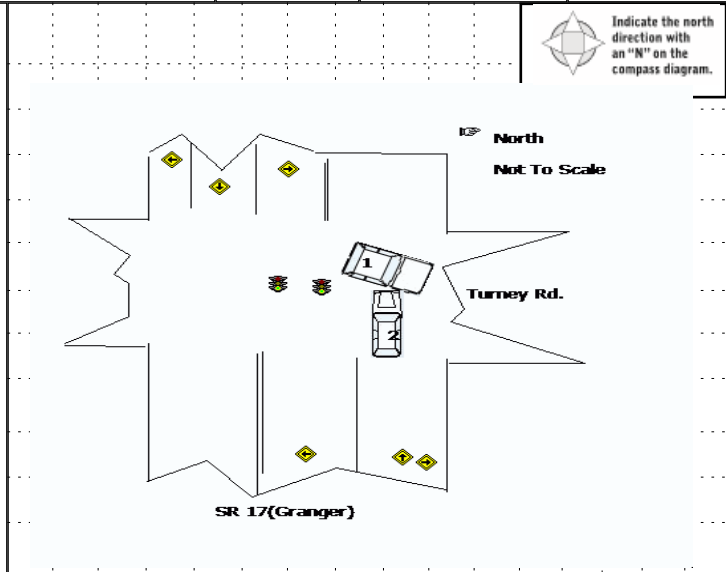 Indicate the north
direction with
an "N" on the
compass diagram.
North
Not To Scale
1
Turney Rd.
2
SR 17(Granger)